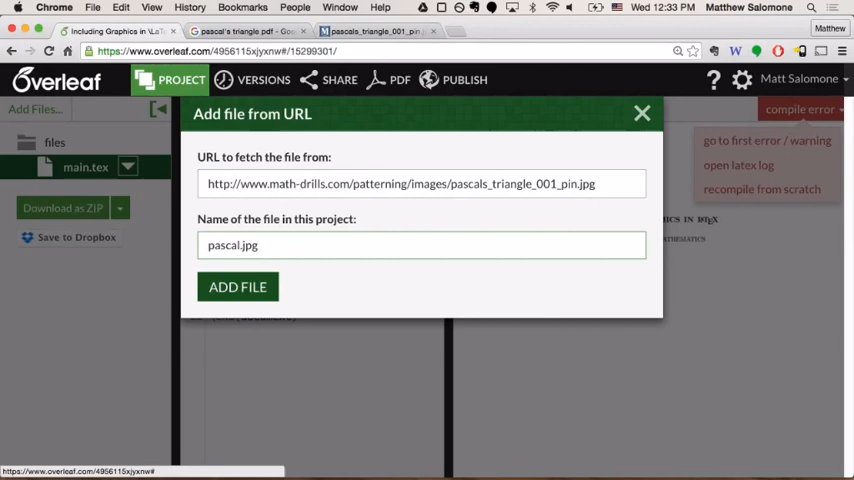 Chrome File Edit View History Bookmarks People Window Help Mon 12:33 PM Matthew Salomone
Including Graphics in \LaT
pascal's triangle pdf - Goo
pascals_triangle_001_pin.j
Matthew
https://www.overleaf.com/4956115xjyxnw#/15299301/
Overleaf PROJECT VERSIONS SHARE PDF PUBLISH ? Matt Salomone
Add Files...
files
main.tex
Download as ZIP
Save to Dropbox
Add file from URL
URL to fetch the file from:
http://www.math-drills.com/patterning/images/pascals_triangle_001_pin.jpg
Name of the file in this project:
pascal.jpg
ADD FILE
compile error
go to first error / warning
open latex log
recompile from scratch
ICS IN LATEX
THEMATICS
https://www.overleaf.com/4956115xjyxnw#